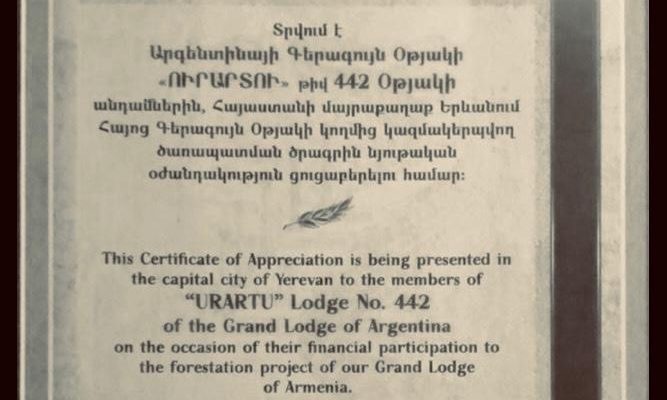 Տրվում է
Արգենտինայի Գերագույն Օթյակի
«ՈՒՐԱՐՏՈՒ» թիվ 442 Օթյակի
անդամներին, Հայաստանի մայրաքաղաք Երևանում
Հայոց Գերագույն Օթյակի կողմից կազմակերպվող
ծառապատման ծրագրին նյութական
օժանդակություն ցուցաբերելու համար:
This Certificate of Appreciation is being presented in
the capital city of Yerevan to the members of
“URARTU” Lodge No. 442
of the Grand Lodge of Argentina
on the occasion of their financial participation to
the forestation project of our Grand Lodge
of Armenia.